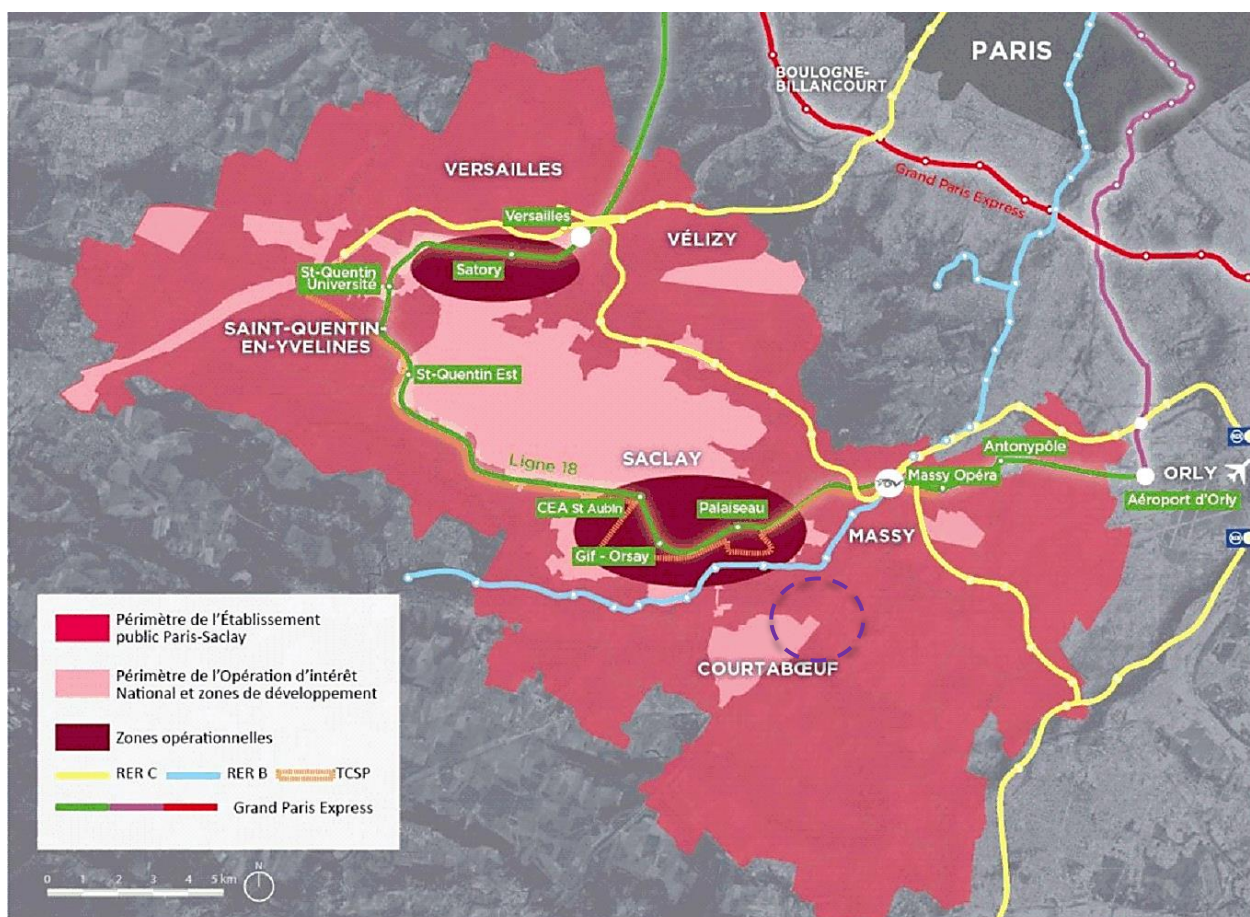 PARIS
BOULOGNE-
BILLANCOURT
Grand Paris Express
VERSAILLES
Versailles
VÉLIZY
Satory
St-Quentin
Université
SAINT-QUENTIN-
EN-YVELINES
St-Quentin Est
Ligne 18
SACLAY
Antonypôle
Massy Opéra
ORLY
Aéroport d'Orly
CEA St Aubin
Palaiseau
MASSY
Gif - Orsay
COURTABŒUF
Périmètre de l'Établissement
public Paris-Saclay
Périmètre de l'Opération d'intérêt
National et zones de développement
Zones opérationnelles
RER C
RER B
TCSP
Grand Paris Express
0 1 2 3 4 5 km
N